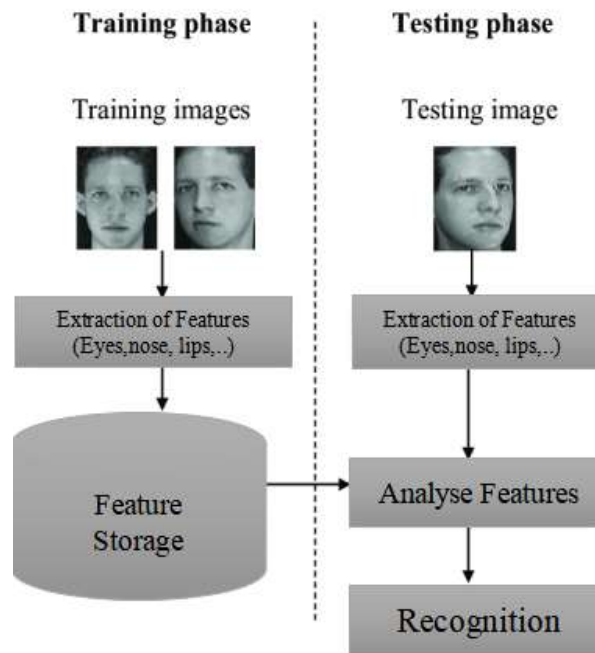 Training phase
Training images
Extraction of Features
(Eyes,nose, lips,..)
Feature
Storage
Testing phase
Testing image
Extraction of Features
(Eyes,nose, lips,..)
Analyse Features
Recognition